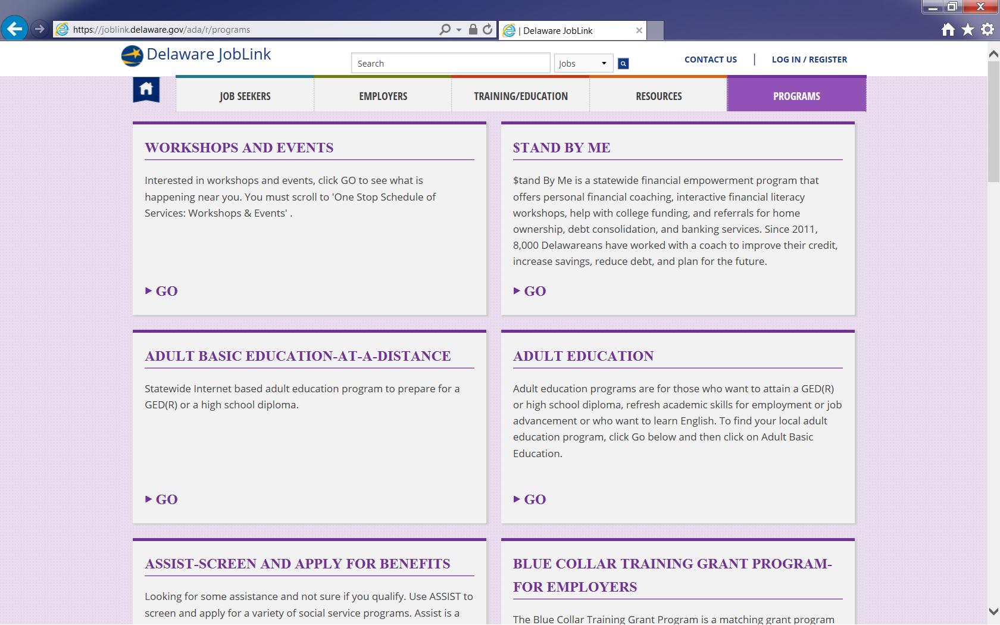 https://joblink.delaware.gov/ada/r/programs
| Delaware JobLink
Delaware JobLink
Search
Jobs
CONTACT US
|
LOG IN / REGISTER
JOB SEEKERS
EMPLOYERS
TRAINING/EDUCATION
RESOURCES
PROGRAMS
WORKSHOPS AND EVENTS
Interested in workshops and events, click GO to see what is
happening near you. You must scroll to 'One Stop Schedule of
Services: Workshops & Events' .
GO
$TAND BY ME
$tand By Me is a statewide financial empowerment program that
offers personal financial coaching, interactive financial literacy
workshops, help with college funding, and referrals for home
ownership, debt consolidation, and banking services. Since 2011,
8,000 Delawareans have worked with a coach to improve their credit,
increase savings, reduce debt, and plan for the future.
GO
ADULT BASIC EDUCATION-AT-A-DISTANCE
Statewide Internet based adult education program to prepare for a
GED(R) or a high school diploma.
GO
ADULT EDUCATION
Adult education programs are for those who want to attain a GED(R)
or high school diploma, refresh academic skills for employment or job
advancement or who want to learn English. To find your local adult
education program, click Go below and then click on Adult Basic
Education.
GO
ASSIST-SCREEN AND APPLY FOR BENEFITS
Looking for some assistance and not sure if you qualify. Use ASSIST to
screen and apply for a variety of social service programs. Assist is a
BLUE COLLAR TRAINING GRANT PROGRAM-
FOR EMPLOYERS
The Blue Collar Training Grant Program is a matching grant program